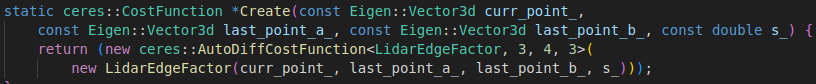 static ceres::CostFunction *Create(const Eigen::Vector3d curr_point_,
const Eigen::Vector3d last_point_a_, const Eigen::Vector3d last_point_b_, const double s_) {
return (new ceres::AutoDiffCostFunction<LidarEdgeFactor, 3, 4, 3>(
new LidarEdgeFactor(curr_point_, last_point_a_, last_point_b_, s_)));